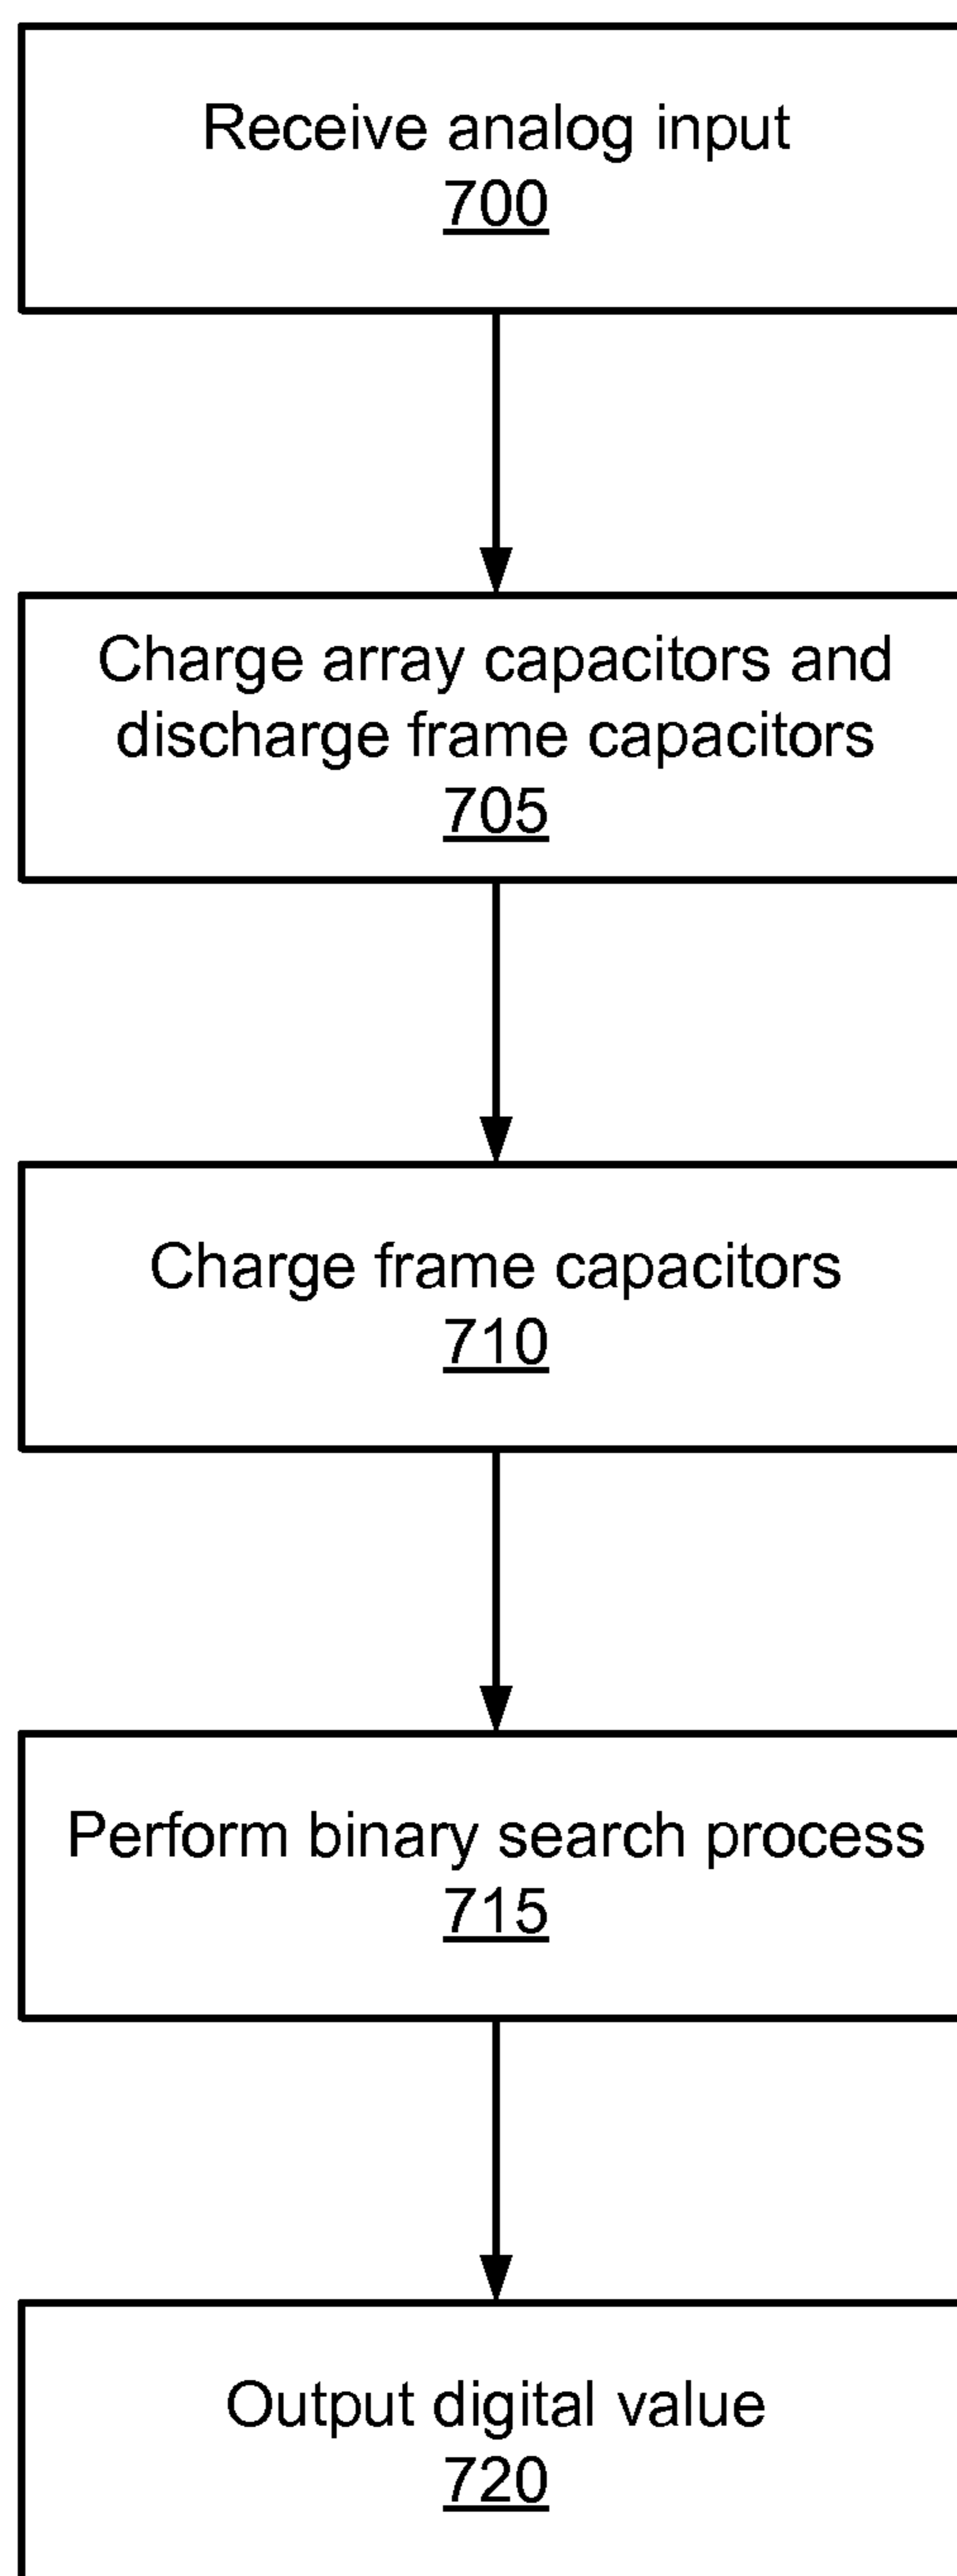 Receive analog input
700
Charge array capacitors and
discharge frame capacitors
705
Charge frame capacitors
710
Perform binary search process
715
Output digital value
720